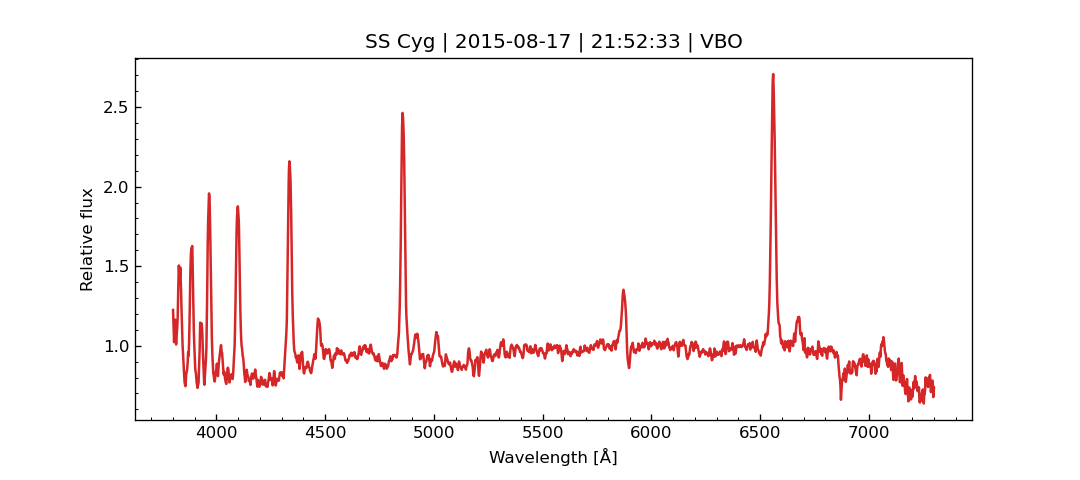 SS Cyg | 2015-08-17 | 21:52:33 | VBO
Relative flux
2.5
2.0
1.5
1.0
4000 4500 5000 5500 6000 6500 7000
Wavelength [Å]